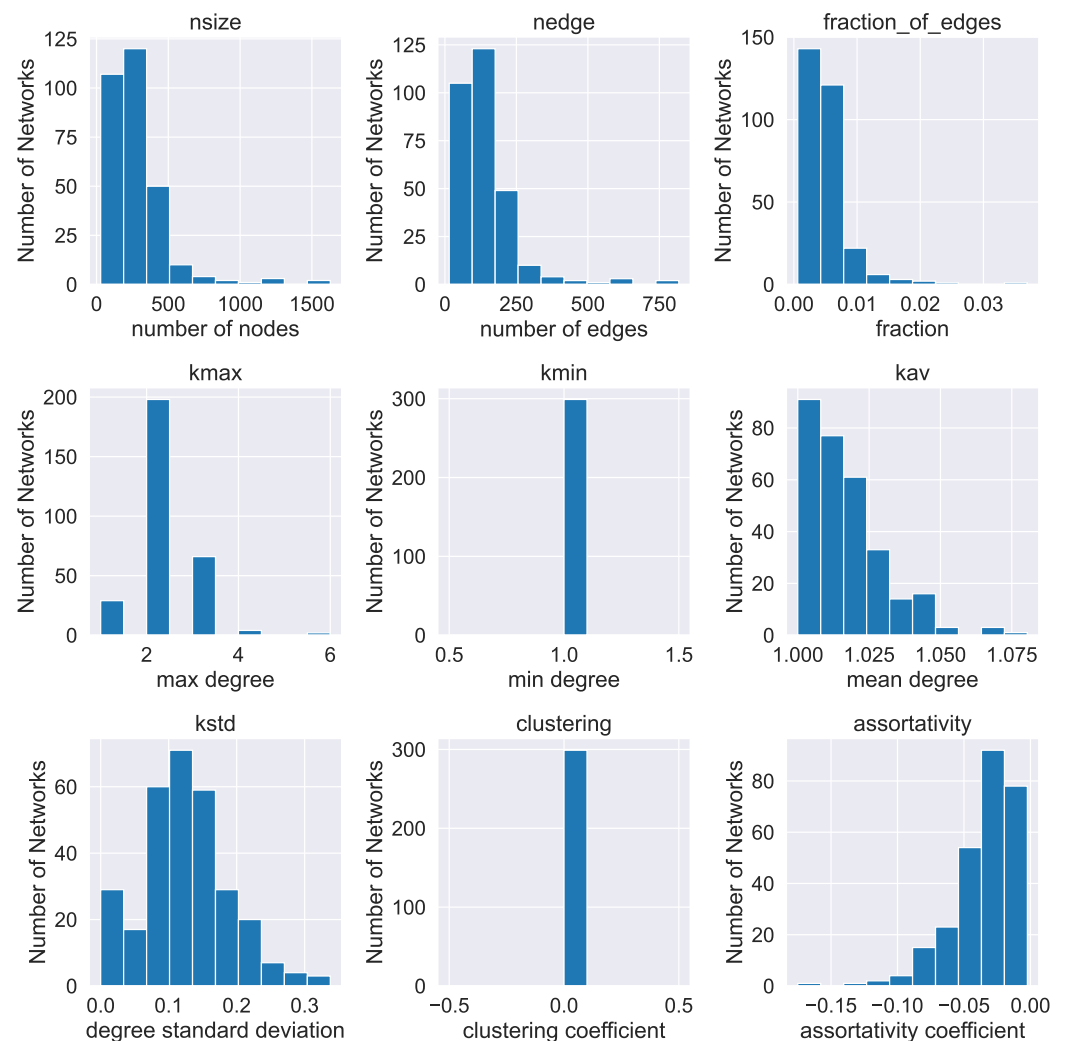 nsize
Number of Networks
125
100
75
50
25
0
0 500 1000 1500
number of nodes
nedge
Number of Networks
125
100
75
50
25
0
0 250 500 750
number of edges
fraction_of_edges
Number of Networks
150
100
50
0
0.00 0.01 0.02 0.03
fraction
kmax
Number of Networks
200
150
100
50
0
2 4 6
max degree
kmin
Number of Networks
300
200
100
0
0.5 1.0 1.5
min degree
kav
Number of Networks
80
60
40
20
0
1.000 1.025 1.050 1.075
mean degree
kstd
Number of Networks
60
40
20
0
0.0 0.1 0.2 0.3
degree standard deviation
clustering
Number of Networks
300
200
100
0
−0.5 0.0 0.5
clustering coefficient
assortativity
Number of Networks
80
60
40
20
0
−0.15 −0.10 −0.05 0.00
assortativity coefficient